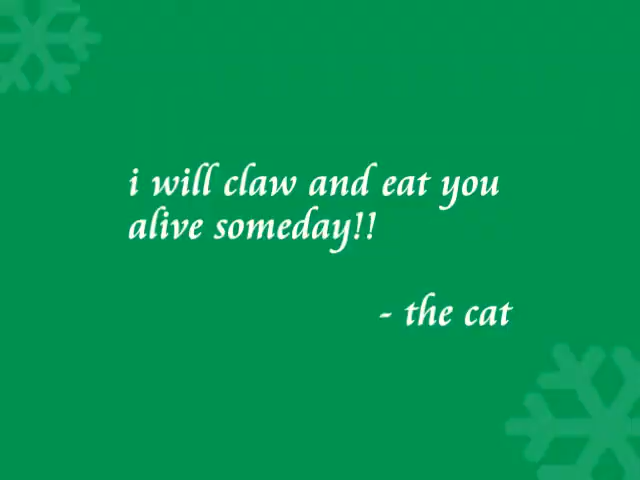 i will claw and eat you
alive someday!!
- the cat